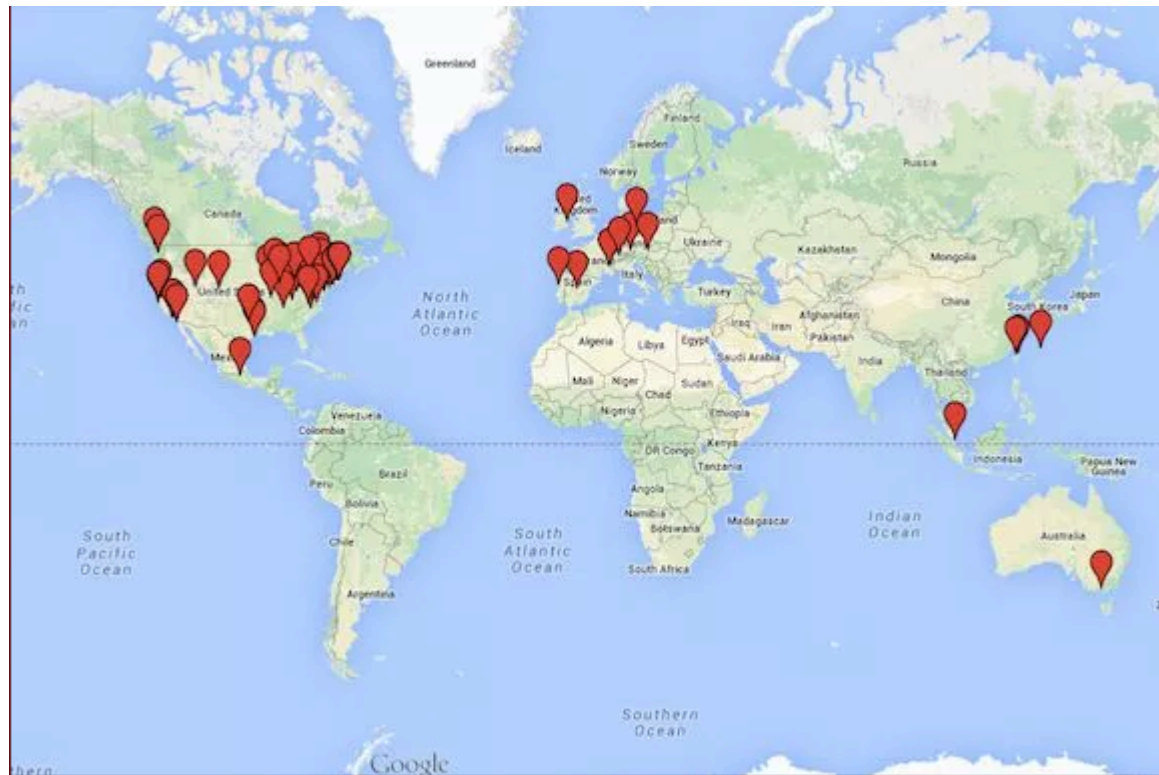 Greenland
Iceland
Finland
Sweden
Norway
Russia
Canada
Kingdom
Ukraine
Kazakhstan
Mongolia
Italy
Spain
Turkey
China
South Korea
Japan
United
North
Atlantic
Ocean
Algeria
Libya
Egypt
Iraq
Iran
Afghanistan
Pakistan
Saudi Arabia
India
Thailand
Mali
Niger
Chad
Sudan
Nigeria
Ethiopia
Venezuela
Colombia
DR Congo
Kenya
Tanzania
Indonesia
Papua New
Guinea
Brazil
Peru
Bolivia
Angola
Namibia
Botswana
Madagascar
South Africa
Chile
Argentina
South
Pacific
Ocean
South
Atlantic
Ocean
Indian
Ocean
Australia
Southern
Ocean
Google